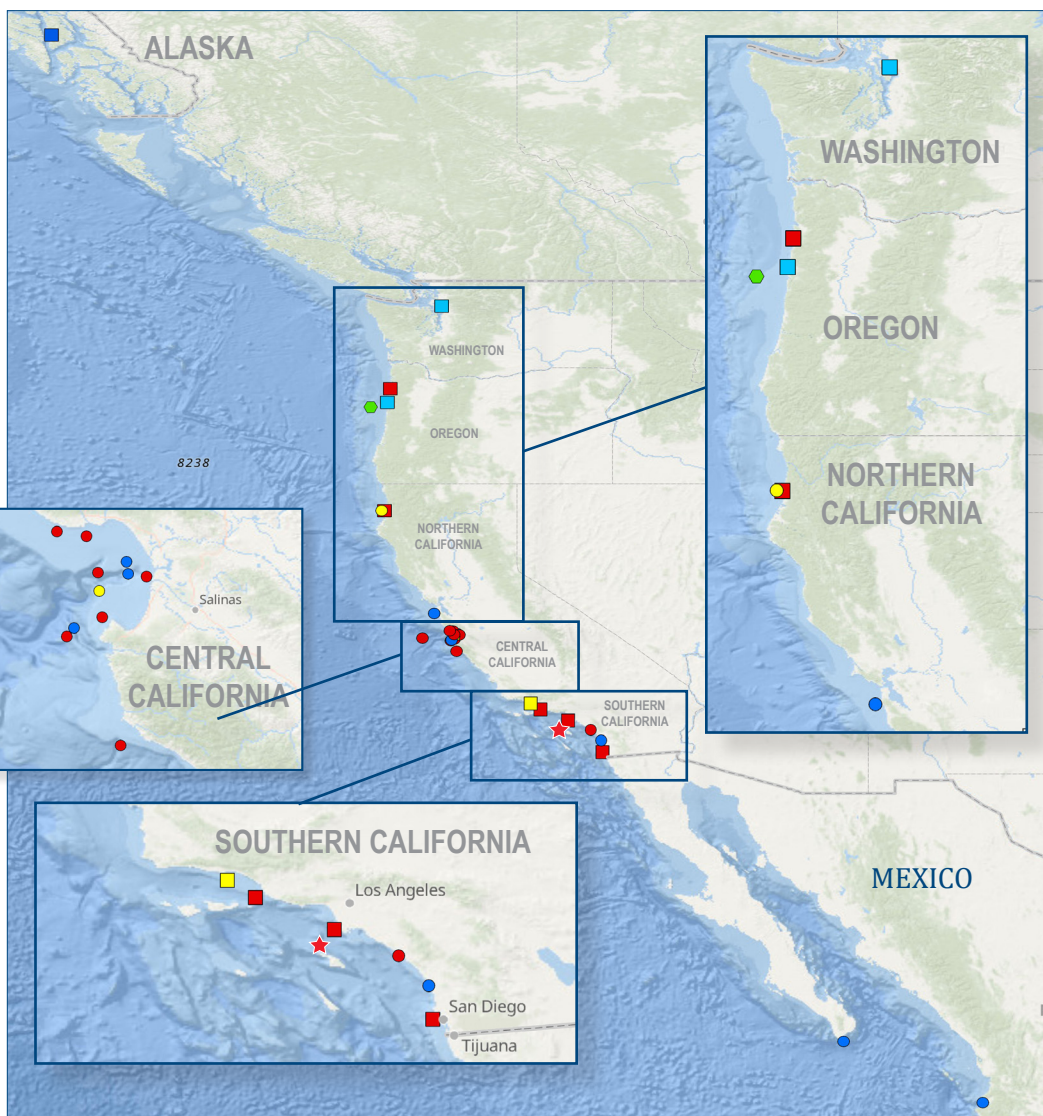 ALASKA
WASHINGTON
OREGON
NORTHERN
CALIFORNIA
WASHINGTON
OREGON
8238
NORTHERN
CALIFORNIA
Salinas
CENTRAL
CALIFORNIA
CENTRAL
CALIFORNIA
SOUTHERN
CALIFORNIA
SOUTHERN CALIFORNIA
Los Angeles
San Diego
Tijuana
MEXICO